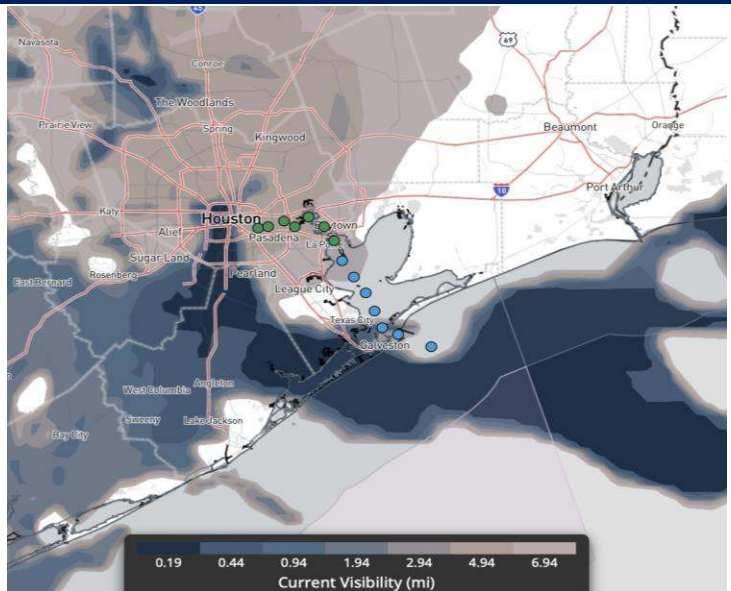 45
69
Navasota
Conroe
The Woodlands
Prairie View
Spring
Kingwood
Beaumont
Orange
10
Port Arthur
Katy
Houston
Alief
Pasadena
La Po
Sugar Land
Pearland
East Bernard
Rosenberg
League City
Texas City
Galveston
West Columbia
Angleton
Sweeny
Lake Jackson
Bay City
0.19 0.44 0.94 1.94 2.94 4.94 6.94
Current Visibility (mi)